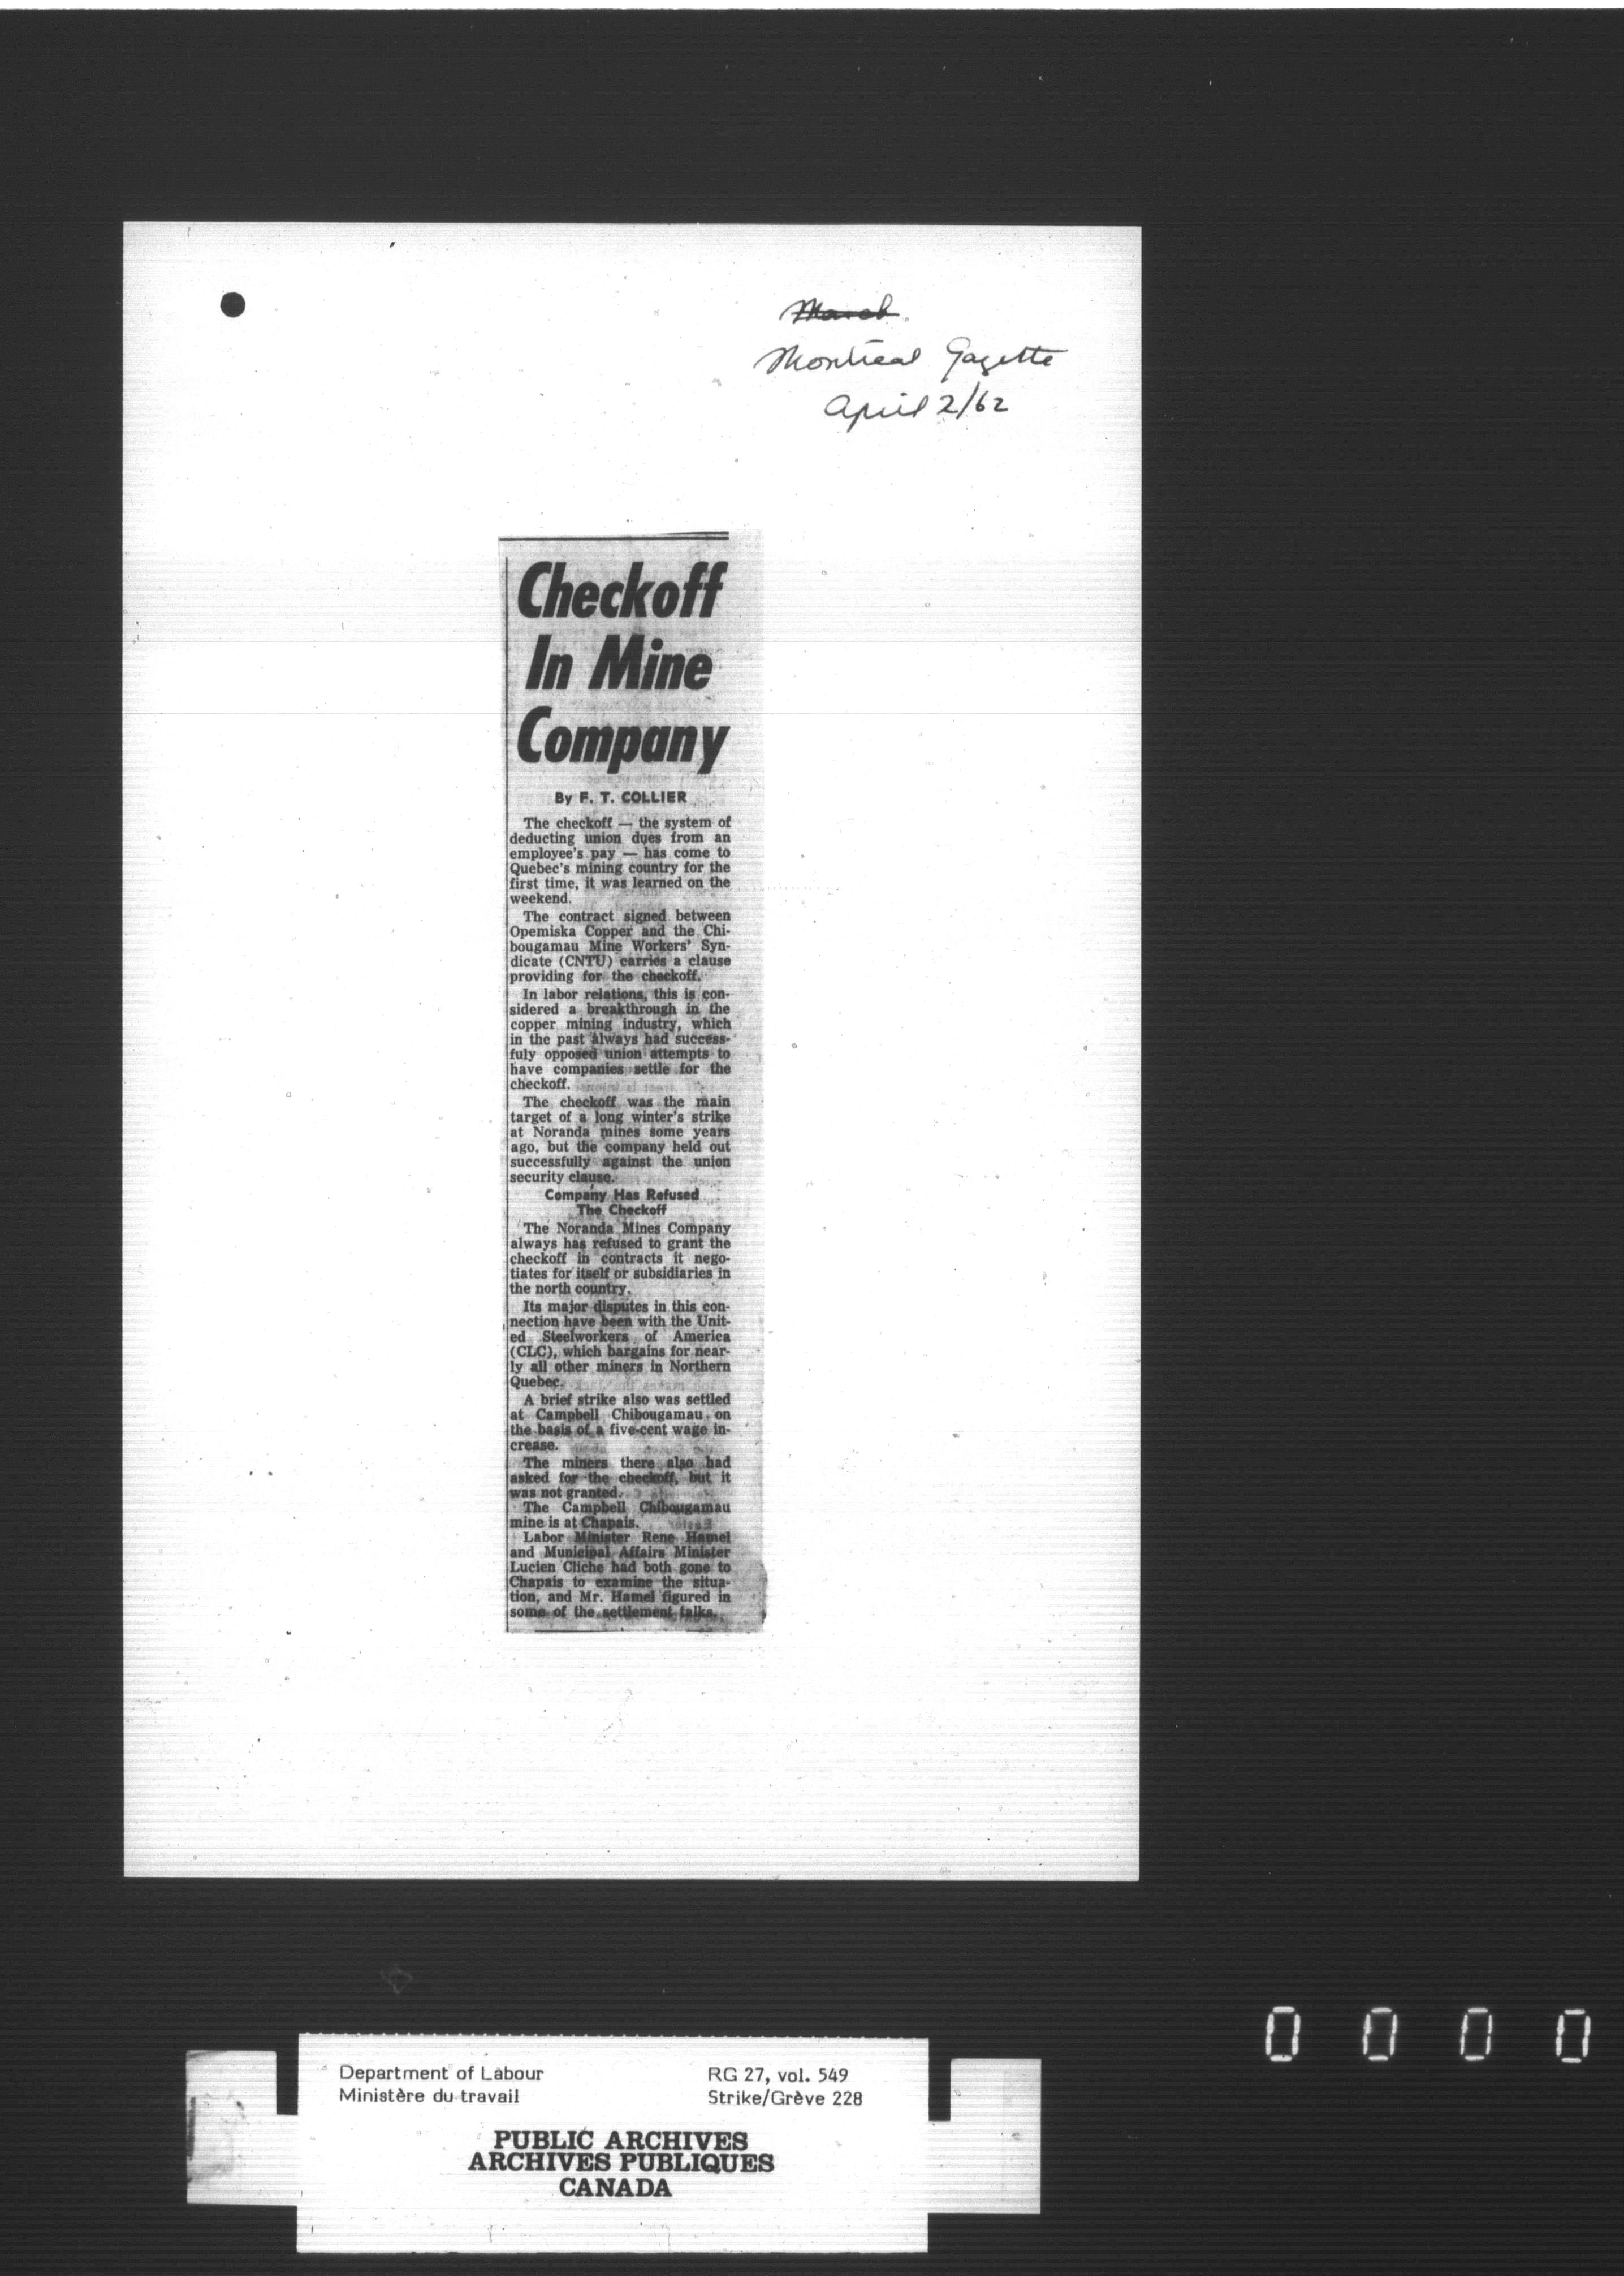 March
Montreal Gazette
April 2/62
Checkoff
In Mine
Company
By F. T. COLLIER
The checkoff — the system of
deducting union dues from an
employee's pay — has come to
Quebec's mining country for the
first time, it was learned on the
weekend.
The contract signed between
Opemiska Copper and the Chi-
bougamau Mine Workers' Syn-
dicate (CNTU) carries a clause
providing for the checkoff.
In labor relations, this is con-
sidered a breakthrough in the
copper mining industry, which
in the past always had success-
fuly opposed union attempts to
have companies settle for the
checkoff.
The checkoff was the main
target of a long winter's strike
at Noranda mines some years
ago, but the company held out
successfully against the union
security clause.
Company Has Refused
The Checkoff
The Noranda Mines Company
always has refused to grant the
checkoff in contracts it nego-
tiates for itself or subsidiaries in
the north country.
Its major disputes in this con-
nection have been with the Unit-
ed Steelworkers of America
(CLC), which bargains for near-
ly all other miners in Northern
Quebec.
A brief strike also was settled
at Campbell Chibougamau on
the basis of a five-cent wage in-
crease.
The miners there also had
asked for the checkoff, but it
was not granted.
The Campbell Chibougamau
mine is at Chapais.
Labor Minister Rene Hamel
and Municipal Affairs Minister
Lucien Cliche had both gone to
Chapais to examine the situa-
tion, and Mr. Hamel figured in
some of the settlement talks.
0 0 0 0
Department of Labour RG 27, vol. 549
Ministère du travail Strike/Grève 228
PUBLIC ARCHIVES
ARCHIVES PUBLIQUES
CANADA